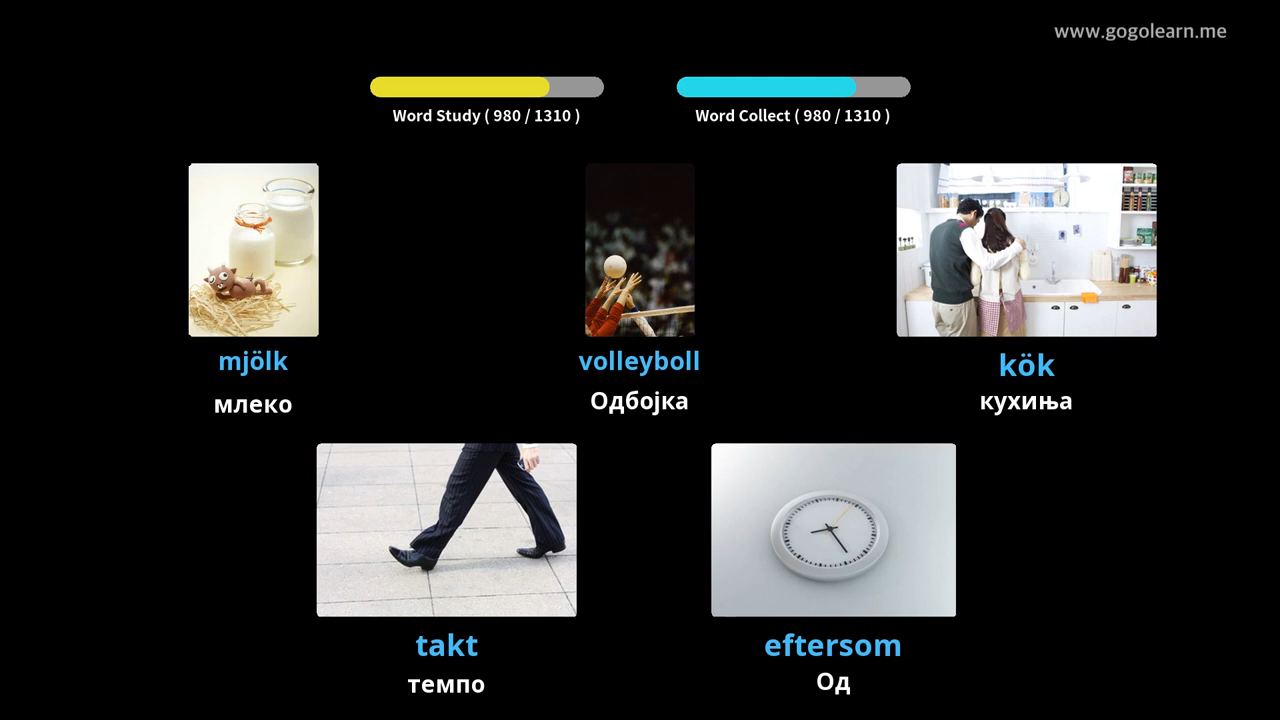 www.gogolearn.me
Word Study ( 980 / 1310 )
Word Collect ( 980 / 1310 )
mjölk
volleyboll
kök
млеко
Одбојка
кухиња
takt
eftersom
темпо
Од